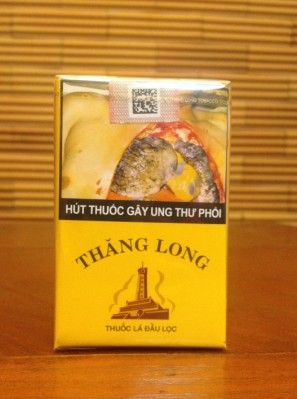 HÚT THUỐC GÂY UNG THƯ PHỔI
THĂNG LONG
THUỐC LÁ ĐẦU LỌC